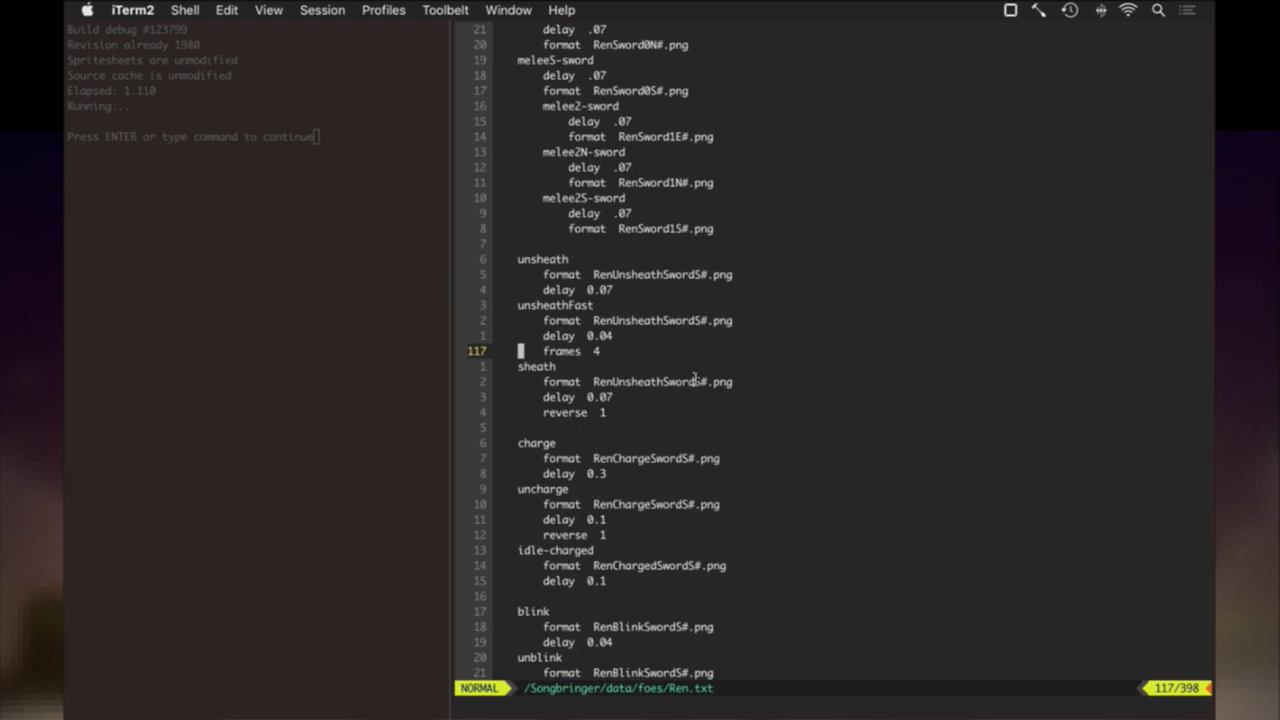 iTerm2 Shell Edit View Session Profiles Toolbelt Window Help
Build debug #123799
Revision already 1980
Spritesheets are unmodified
Source cache is unmodified
Elapsed: 1.110
Running...
Press ENTER or type command to continue
21 delay .07
20 format RenSword0N#.png
19 meleeS-sword
18 delay .07
17 format RenSword0S#.png
16 melee2-sword
15 delay .07
14 format RenSword1E#.png
13 melee2N-sword
12 delay .07
11 format RenSword1N#.png
10 melee2S-sword
9 delay .07
8 format RenSword1S#.png
7
6 unsheath
5 format RenUnsheathSwordS#.png
4 delay 0.07
3 unsheathFast
2 format RenUnsheathSwordS#.png
1 delay 0.04
117 frames 4
1 sheath
2 format RenUnsheathSwordS#.png
3 delay 0.07
4 reverse 1
5
6 charge
7 format RenChargeSwordS#.png
8 delay 0.3
9 uncharge
10 format RenChargeSwordS#.png
11 delay 0.1
12 reverse 1
13 idle-charged
14 format RenChargedSwordS#.png
15 delay 0.1
16
17 blink
18 format RenBlinkSwordS#.png
19 delay 0.04
20 unblink
21 format RenBlinkSwordS#.png
NORMAL /Songbringer/data/foes/Ren.txt 117/398